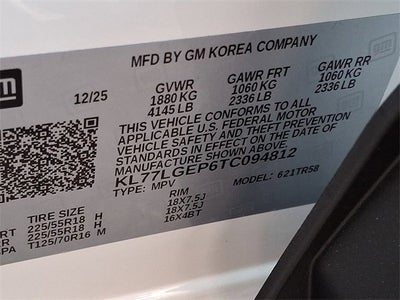 gm
MFD BY GM KOREA COMPANY
12/25
GVWR
1880 KG
4145 LB
GAWR FRT
1060 KG
2336 LB
GAWR RR
1060 KG
2336 LB
THIS VEHICLE CONFORMS TO ALL
APPLICABLE U.S. FEDERAL MOTOR
VEHICLE SAFETY AND THEFT PREVENTION
STANDARDS IN EFFECT ON THE DATE OF
MANUFACTURE SHOWN ABOVE.
KL77LGEP6TC094812
TYPE: MPV
MODEL: 621TR58
TIRE SIZE
225/55R18 H
225/55R18 H
T125/70R16 M
RIM
18X7.5J
18X7.5J
16X4BT